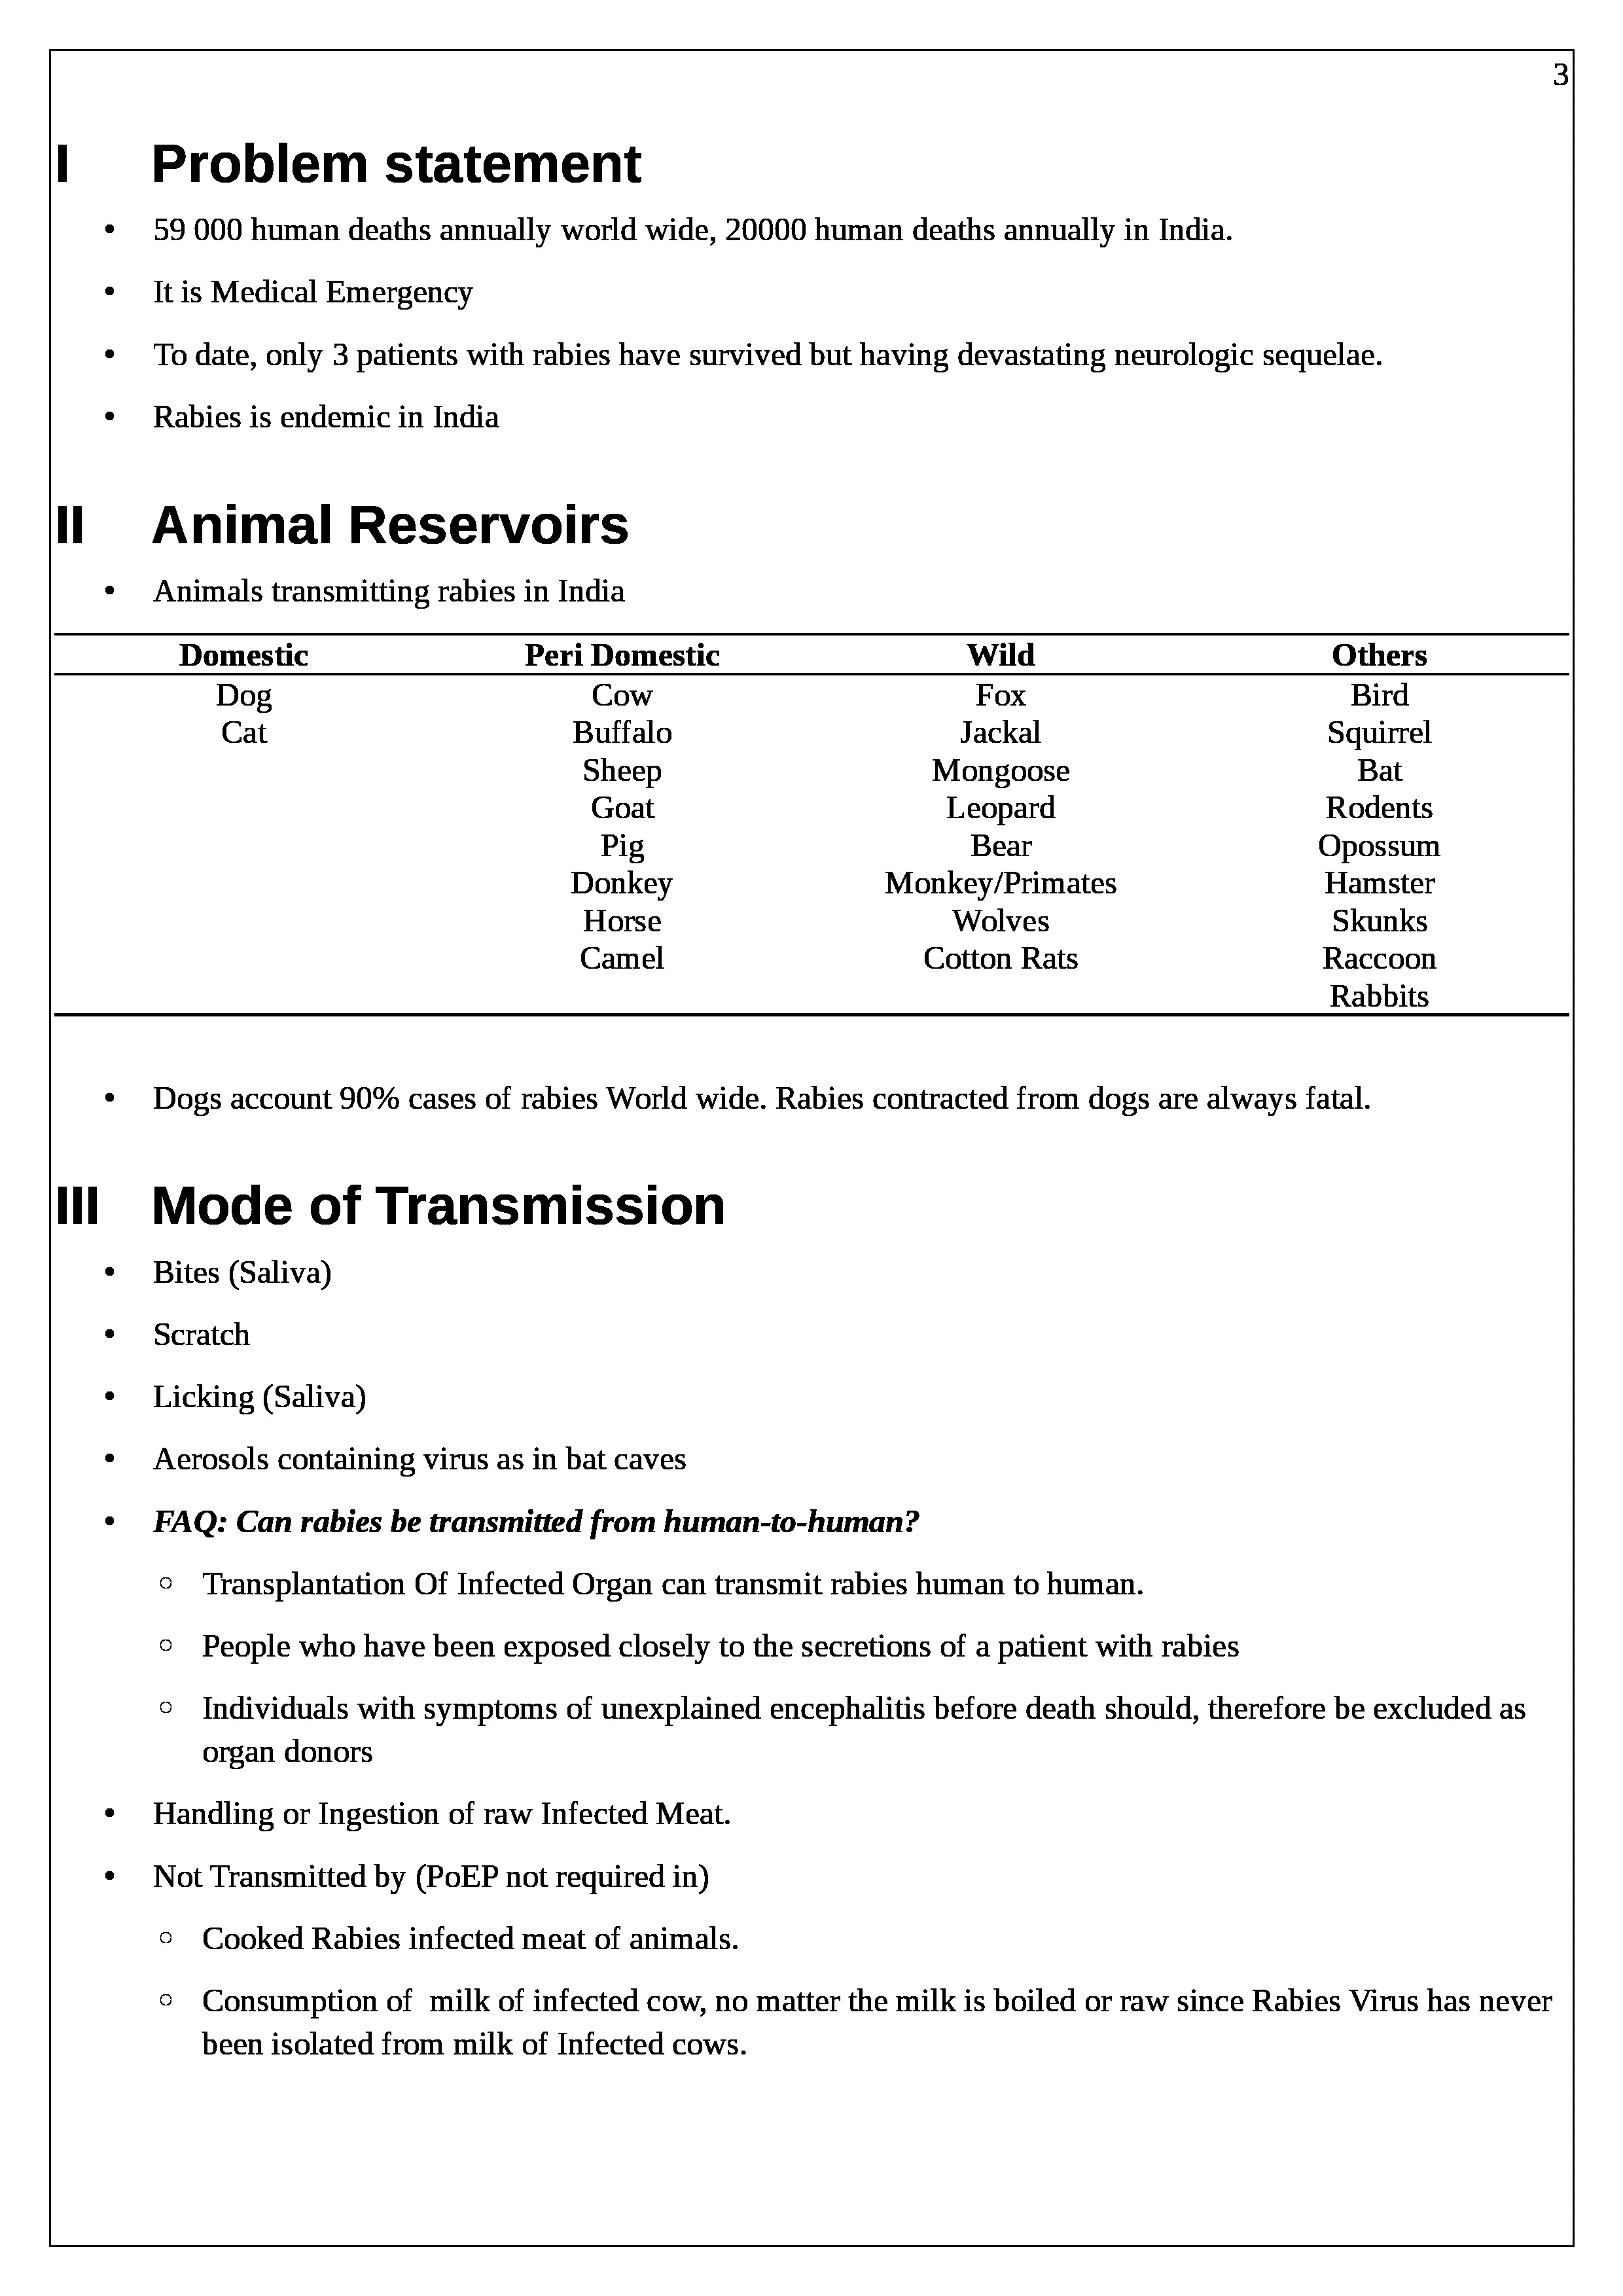 3
I Problem statement
• 59 000 human deaths annually world wide, 20000 human deaths annually in India.
• It is Medical Emergency
• To date, only 3 patients with rabies have survived but having devastating neurologic sequelae.
• Rabies is endemic in India
II Animal Reservoirs
• Animals transmitting rabies in India
Domestic Peri Domestic Wild Others
Dog Cow Fox Bird
Cat Buffalo Jackal Squirrel
Sheep Mongoose Bat
Goat Leopard Rodents
Pig Bear Opossum
Donkey Monkey/Primates Hamster
Horse Wolves Skunks
Camel Cotton Rats Raccoon
Rabbits
• Dogs account 90% cases of rabies World wide. Rabies contracted from dogs are always fatal.
III Mode of Transmission
• Bites (Saliva)
• Scratch
• Licking (Saliva)
• Aerosols containing virus as in bat caves
• FAQ: Can rabies be transmitted from human-to-human?
○ Transplantation Of Infected Organ can transmit rabies human to human.
○ People who have been exposed closely to the secretions of a patient with rabies
○ Individuals with symptoms of unexplained encephalitis before death should, therefore be excluded as
organ donors
• Handling or Ingestion of raw Infected Meat.
• Not Transmitted by (PoEP not required in)
○ Cooked Rabies infected meat of animals.
○ Consumption of  milk of infected cow, no matter the milk is boiled or raw since Rabies Virus has never
been isolated from milk of Infected cows.